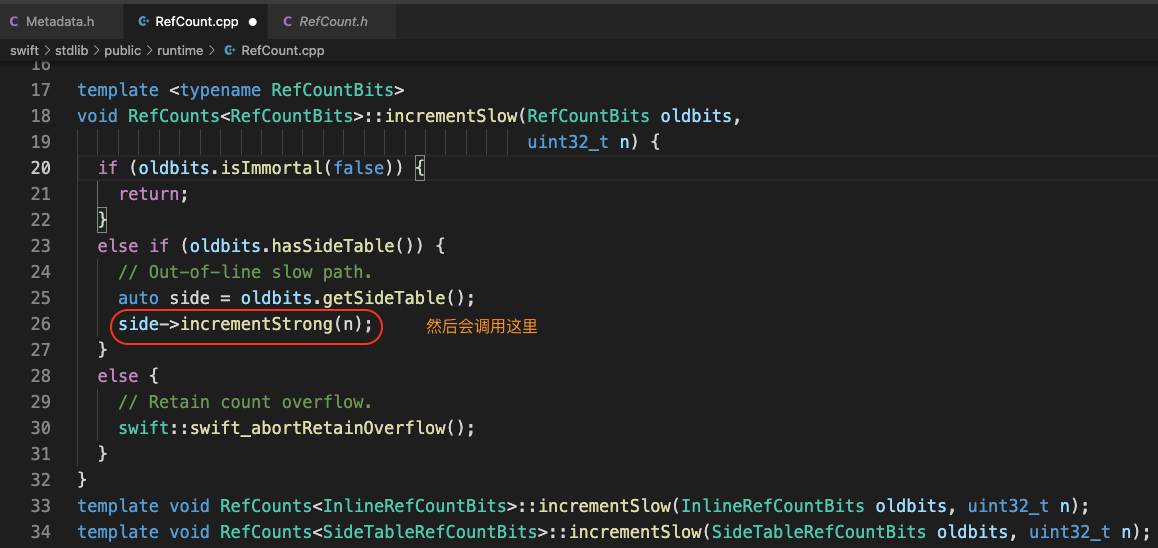 Metadata.h RefCount.cpp RefCount.h
swift > stdlib > public > runtime > RefCount.cpp
16
17 template <typename RefCountBits>
18 void RefCounts<RefCountBits>::incrementSlow(RefCountBits oldbits,
19 uint32_t n) {
20 if (oldbits.isImmortal(false)) {
21 return;
22 }
23 else if (oldbits.hasSideTable()) {
24 // Out-of-line slow path.
25 auto side = oldbits.getSideTable();
26 side->incrementStrong(n); 然后会调用这里
27 }
28 else {
29 // Retain count overflow.
30 swift::swift_abortRetainOverflow();
31 }
32 }
33 template void RefCounts<InlineRefCountBits>::incrementSlow(InlineRefCountBits oldbits, uint32_t n);
34 template void RefCounts<SideTableRefCountBits>::incrementSlow(SideTableRefCountBits oldbits, uint32_t n);